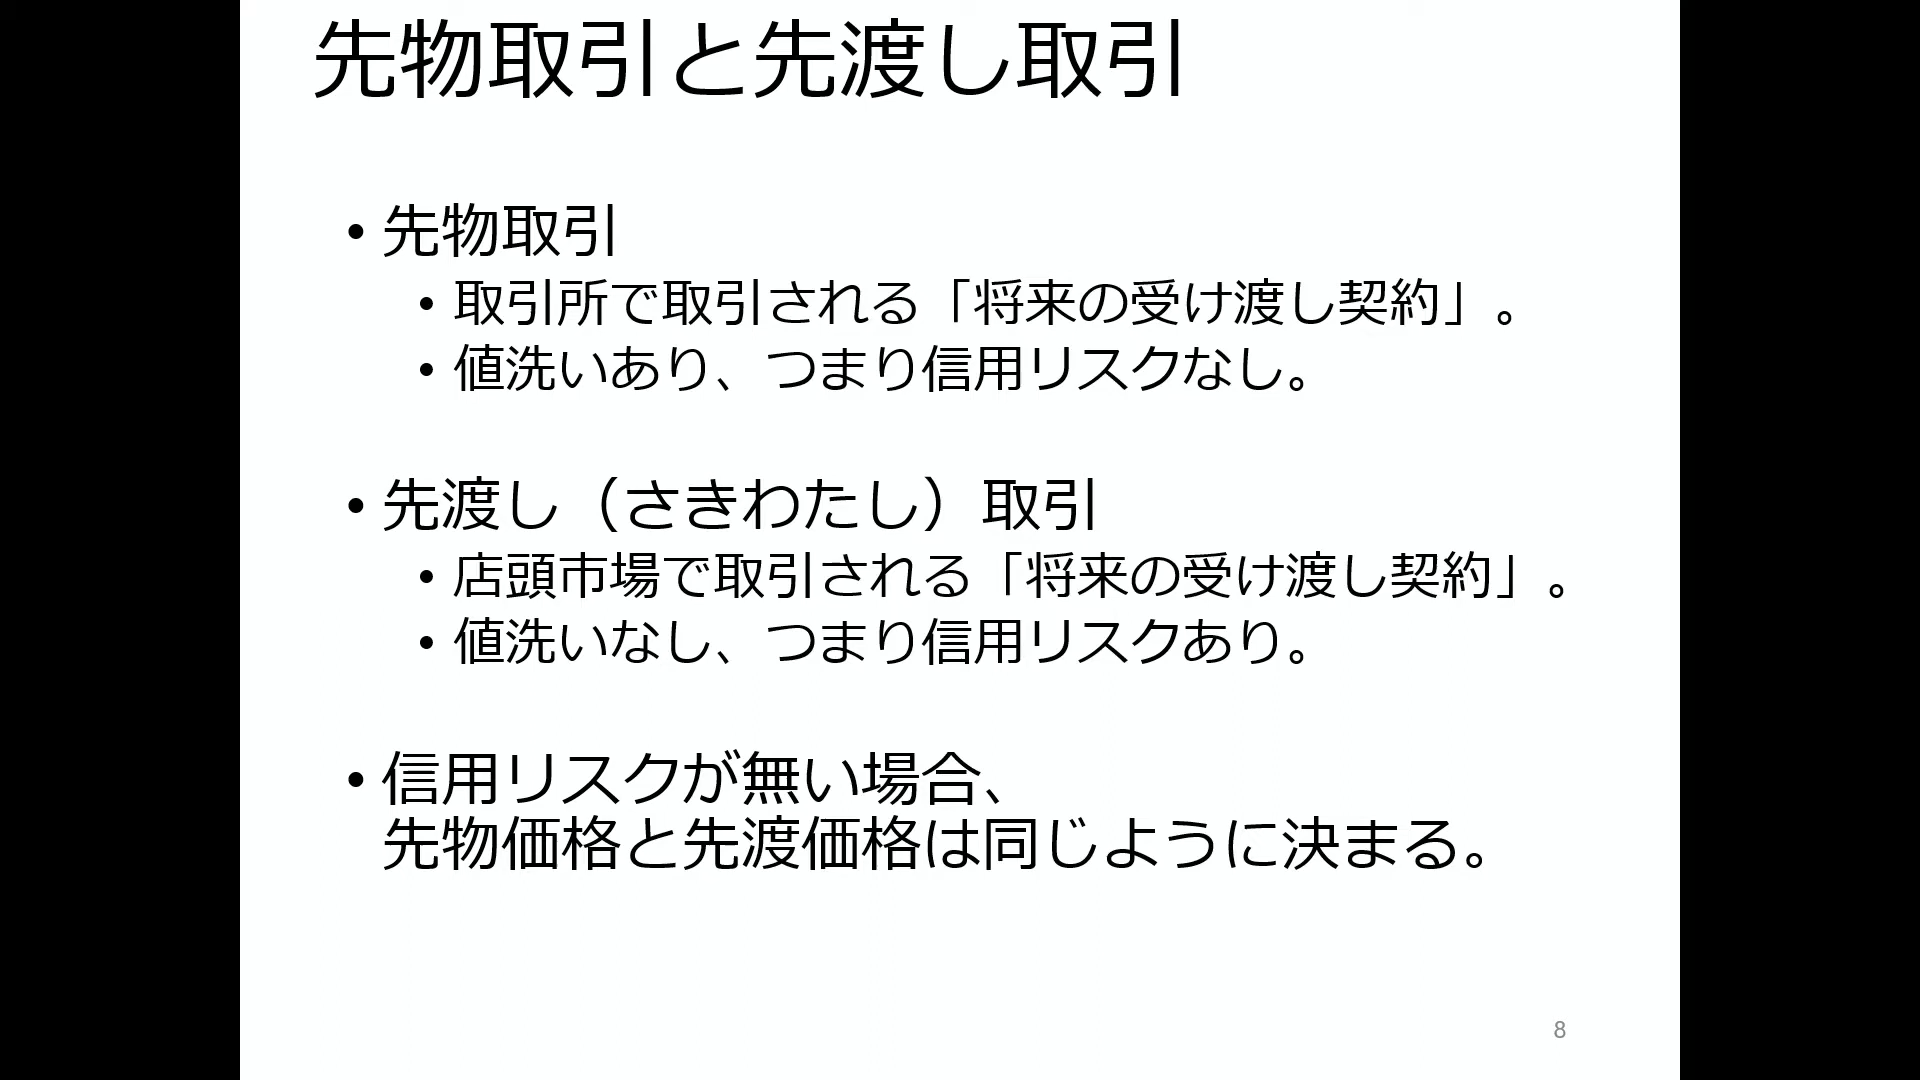 先物取引と先渡し取引
• 先物取引
• 取引所で取引される「将来の受け渡し契約」。
• 値洗いあり、つまり信用リスクなし。
• 先渡し（さきわたし）取引
• 店頭市場で取引される「将来の受け渡し契約」。
• 値洗いなし、つまり信用リスクあり。
• 信用リスクが無い場合、
先物価格と先渡価格は同じように決まる。
8